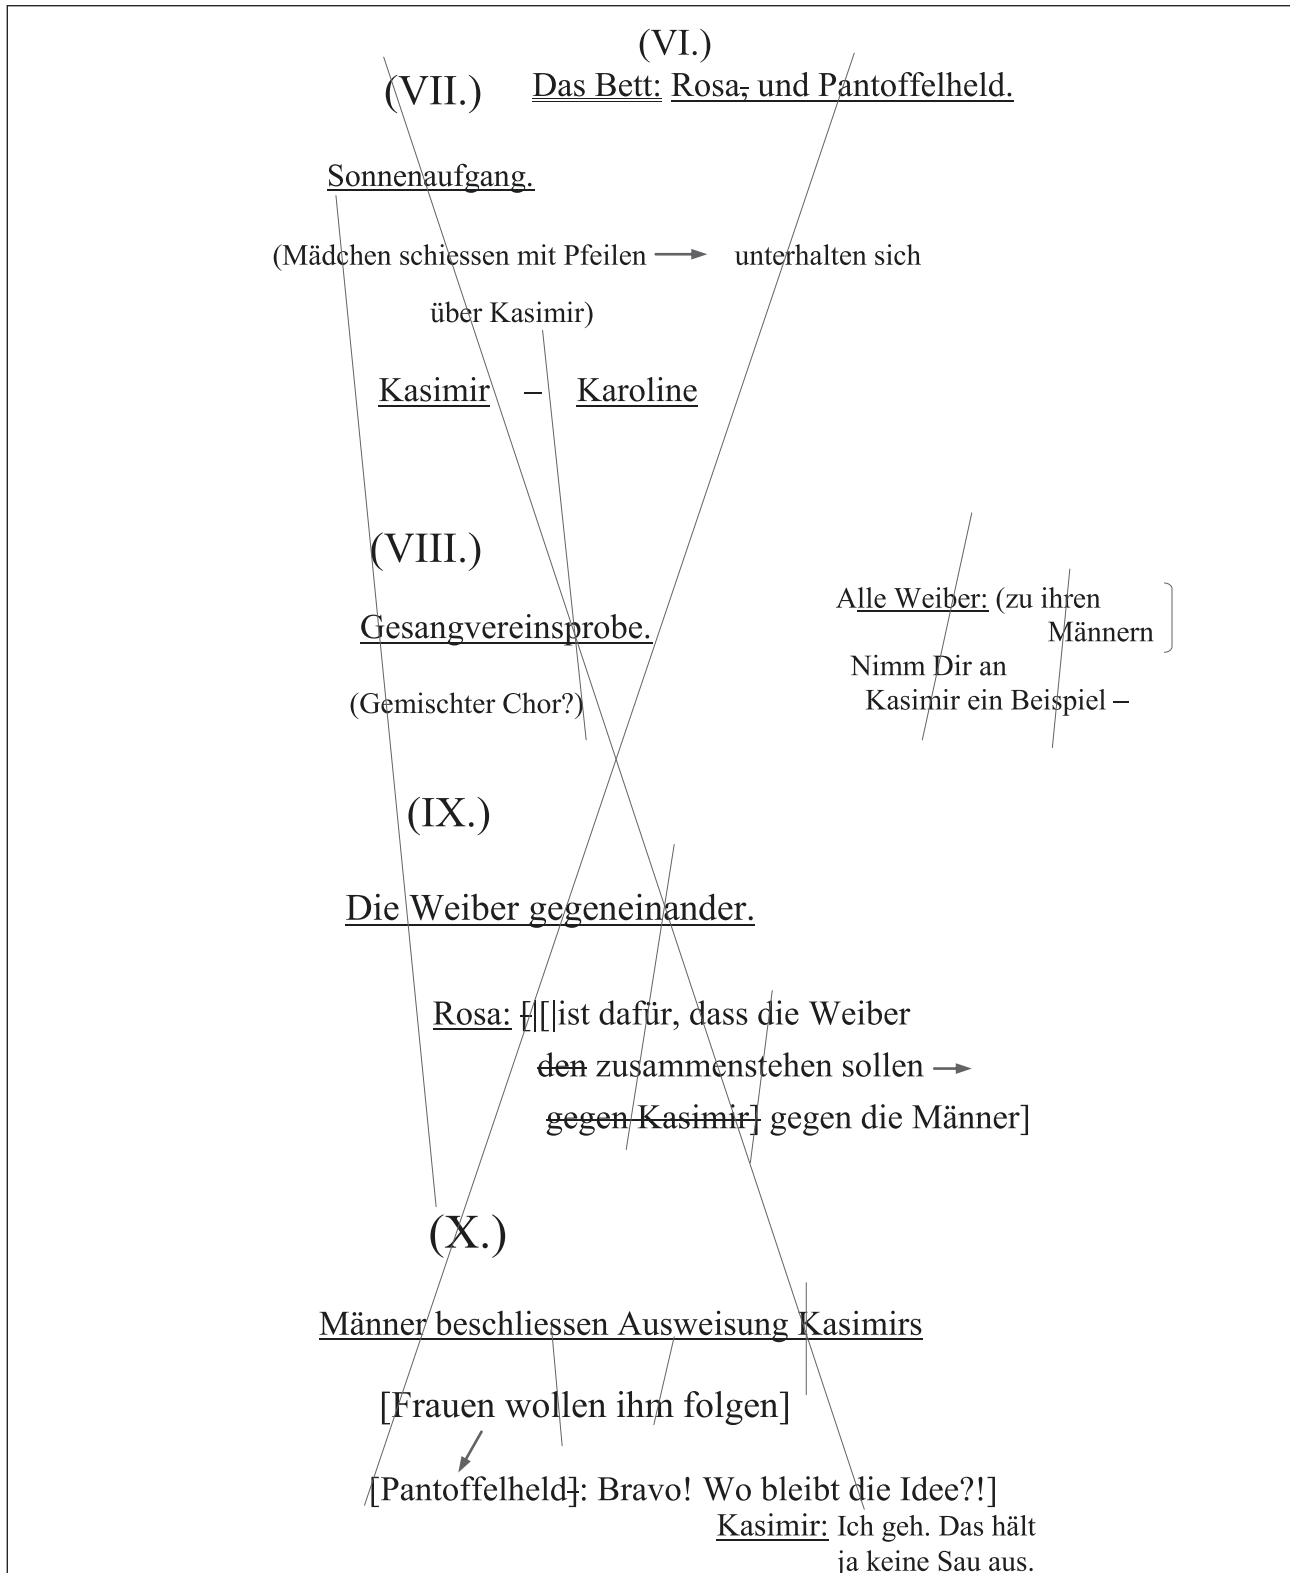 (VI.)
(VII.) Das Bett: Rosa, und Pantoffelheld.
Sonnenaufgang.
(Mädchen schiessen mit Pfeilen → unterhalten sich
über Kasimir)
Kasimir – Karoline
(VIII.)
Alle Weiber: (zu ihren
Männern
Gesangvereinsprobe.
Nimm Dir an
Kasimir ein Beispiel –
(Gemischter Chor?)
(IX.)
Die Weiber gegeneinander.
Rosa: [|[|ist dafür, dass die Weiber
den zusammenstehen sollen →
gegen Kasimir] gegen die Männer]
(X.)
Männer beschliessen Ausweisung Kasimirs
[Frauen wollen ihm folgen]
[Pantoffelheld]: Bravo! Wo bleibt die Idee?!]
Kasimir: Ich geh. Das hält
ja keine Sau aus.